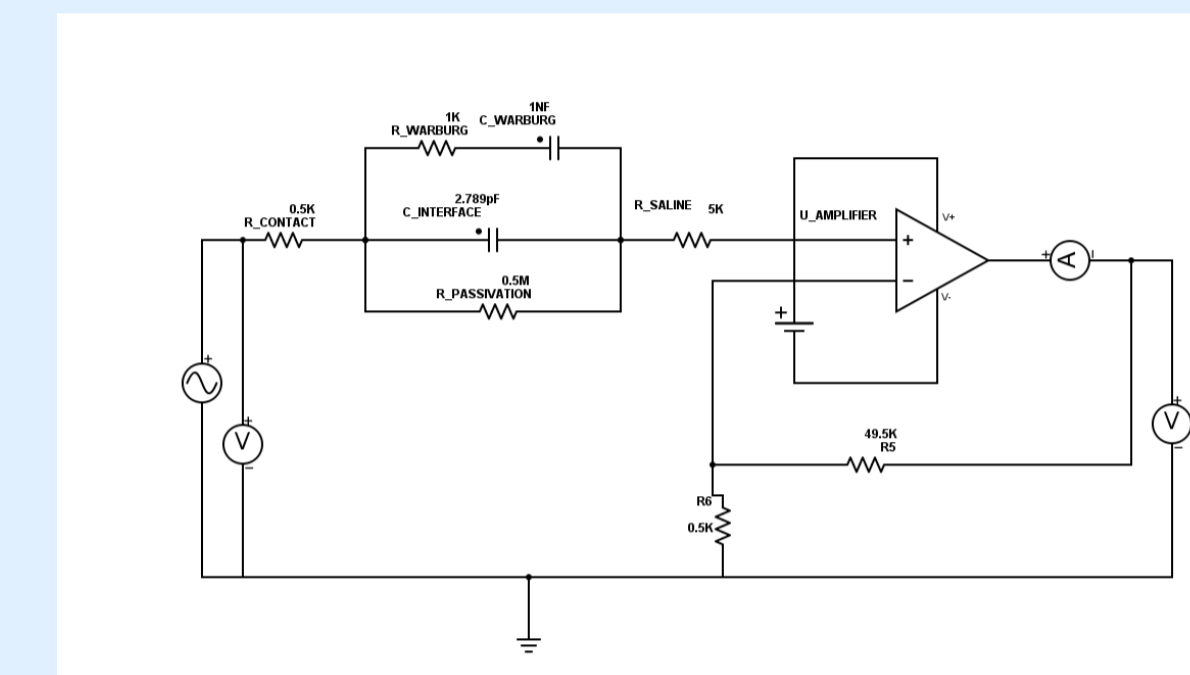 1NF
1K C_WARBURG
R_WARBURG
2.789pF
C_INTERFACE
0.5K
R_CONTACT
R_SALINE 5K
U_AMPLIFIER
V+
+
−
V-
0.5M
R_PASSIVATION
+
+ A -
+
+
V
−
+
V
−
49.5K
R5
R6
0.5K